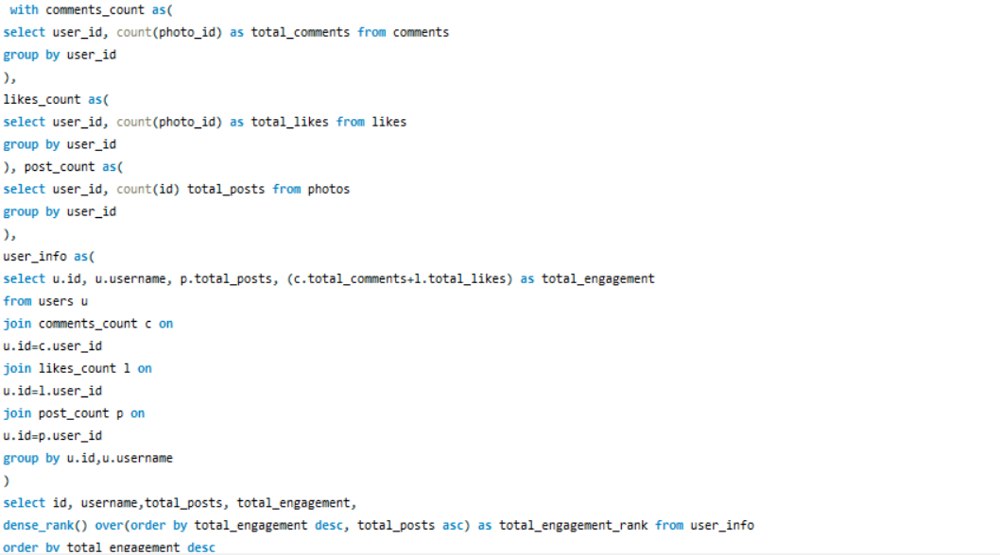 with comments_count as(
select user_id, count(photo_id) as total_comments from comments
group by user_id
),
likes_count as(
select user_id, count(photo_id) as total_likes from likes
group by user_id
), post_count as(
select user_id, count(id) total_posts from photos
group by user_id
),
user_info as(
select u.id, u.username, p.total_posts, (c.total_comments+l.total_likes) as total_engagement
from users u
join comments_count c on
u.id=c.user_id
join likes_count l on
u.id=l.user_id
join post_count p on
u.id=p.user_id
group by u.id,u.username
)
select id, username,total_posts, total_engagement,
dense_rank() over(order by total_engagement desc, total_posts asc) as total_engagement_rank from user_info
order by total_engagement desc